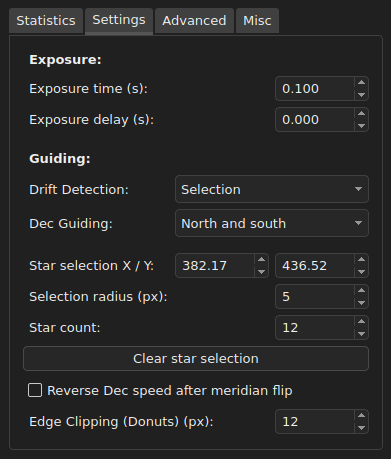 Statistics Settings Advanced Misc
Exposure:
Exposure time (s): 0.100
Exposure delay (s): 0.000
Guiding:
Drift Detection: Selection
Dec Guiding: North and south
Star selection X / Y: 382.17 436.52
Selection radius (px): 5
Star count: 12
Clear star selection
Reverse Dec speed after meridian flip
Edge Clipping (Donuts) (px): 12